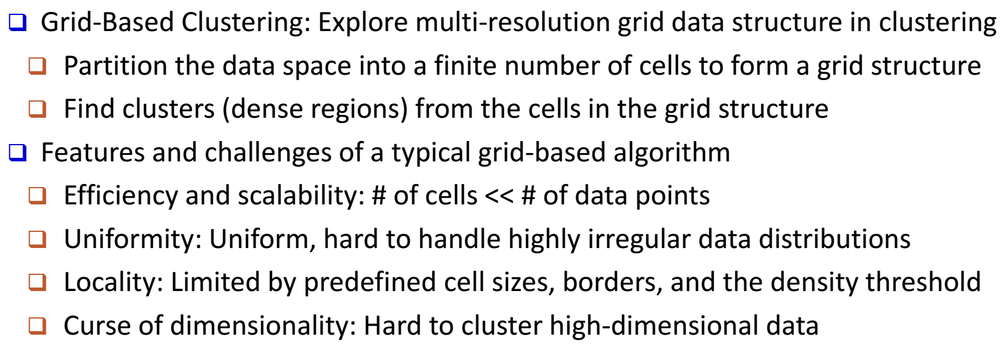 Grid-Based Clustering: Explore multi-resolution grid data structure in clustering
Partition the data space into a finite number of cells to form a grid structure
Find clusters (dense regions) from the cells in the grid structure
Features and challenges of a typical grid-based algorithm
Efficiency and scalability: # of cells << # of data points
Uniformity: Uniform, hard to handle highly irregular data distributions
Locality: Limited by predefined cell sizes, borders, and the density threshold
Curse of dimensionality: Hard to cluster high-dimensional data